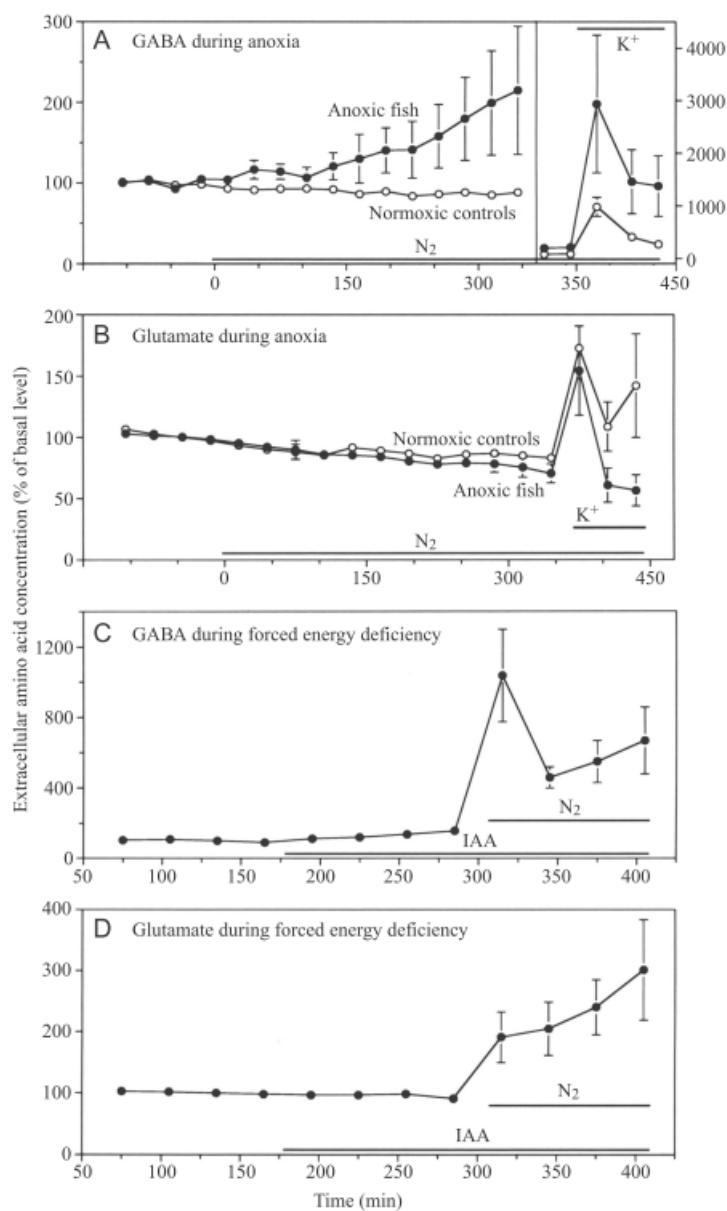 Extracellular amino acid concentration (% of basal level)
A GABA during anoxia
300
200
100
0
Anoxic fish
Normoxic controls
N2
K+
4000
3000
2000
1000
0
0 150 300 350 450
B Glutamate during anoxia
200
150
100
50
0
Normoxic controls
Anoxic fish
K+
N2
0 150 300 450
C GABA during forced energy deficiency
1200
800
400
0
N2
IAA
50 100 150 200 250 300 350 400
D Glutamate during forced energy deficiency
400
300
200
100
0
N2
IAA
50 100 150 200 250 300 350 400
Time (min)